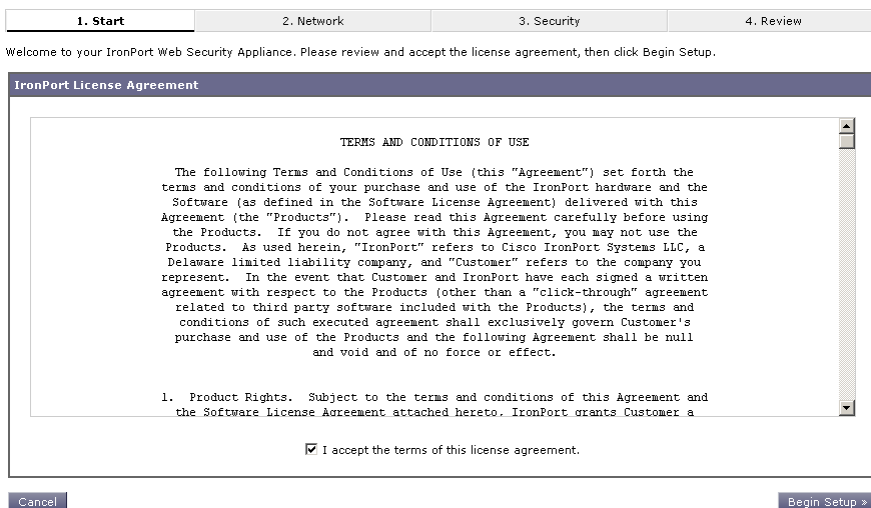 1. Start 2. Network 3. Security 4. Review
Welcome to your IronPort Web Security Appliance. Please review and accept the license agreement, then click Begin Setup.
IronPort License Agreement
TERMS AND CONDITIONS OF USE
The following Terms and Conditions of Use (this "Agreement") set forth the
terms and conditions of your purchase and use of the IronPort hardware and the
Software (as defined in the Software License Agreement) delivered with this
Agreement (the "Products"). Please read this Agreement carefully before using
the Products. If you do not agree with this Agreement, you may not use the
Products. As used herein, "IronPort" refers to Cisco IronPort Systems LLC, a
Delaware limited liability company, and "Customer" refers to the company you
represent. In the event that Customer and IronPort have each signed a written
agreement with respect to the Products (other than a "click-through" agreement
related to third party software included with the Products), the terms and
conditions of such executed agreement shall exclusively govern Customer's
purchase and use of the Products and the following Agreement shall be null
and void and of no force or effect.
1. Product Rights. Subject to the terms and conditions of this Agreement and
the Software License Agreement attached hereto, IronPort grants Customer a
I accept the terms of this license agreement.
Cancel
Begin Setup »